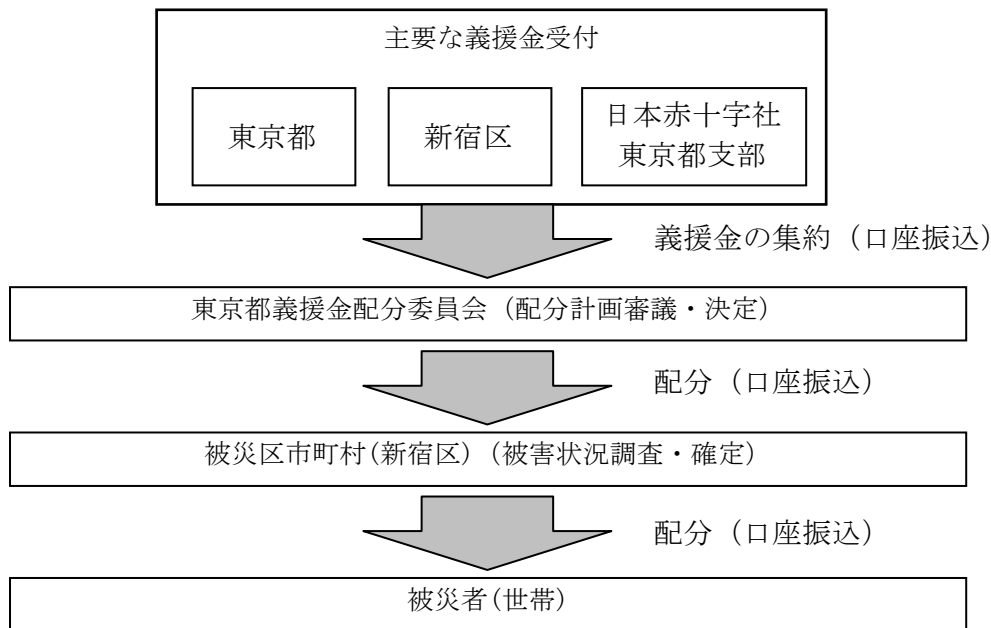 主要な義援金受付
東京都
新宿区
日本赤十字社
東京都支部
義援金の集約（口座振込）
東京都義援金配分委員会（配分計画審議・決定）
配分（口座振込）
被災区市町村(新宿区)（被害状況調査・確定）
配分（口座振込）
被災者(世帯)